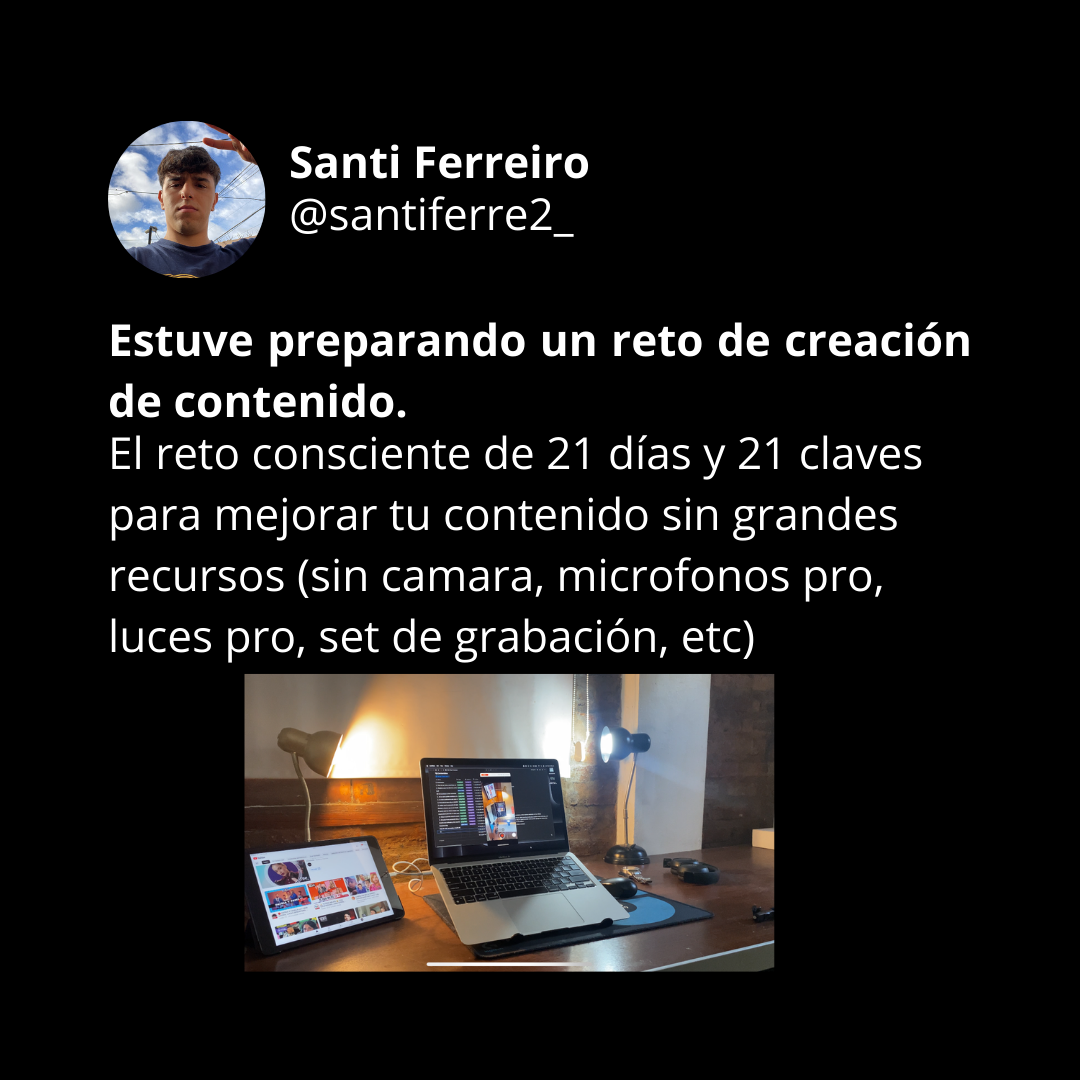 Santi Ferreiro
@santiferre2_
Estuve preparando un reto de creación
de contenido.
El reto consciente de 21 días y 21 claves
para mejorar tu contenido sin grandes
recursos (sin camara, microfonos pro,
luces pro, set de grabación, etc)